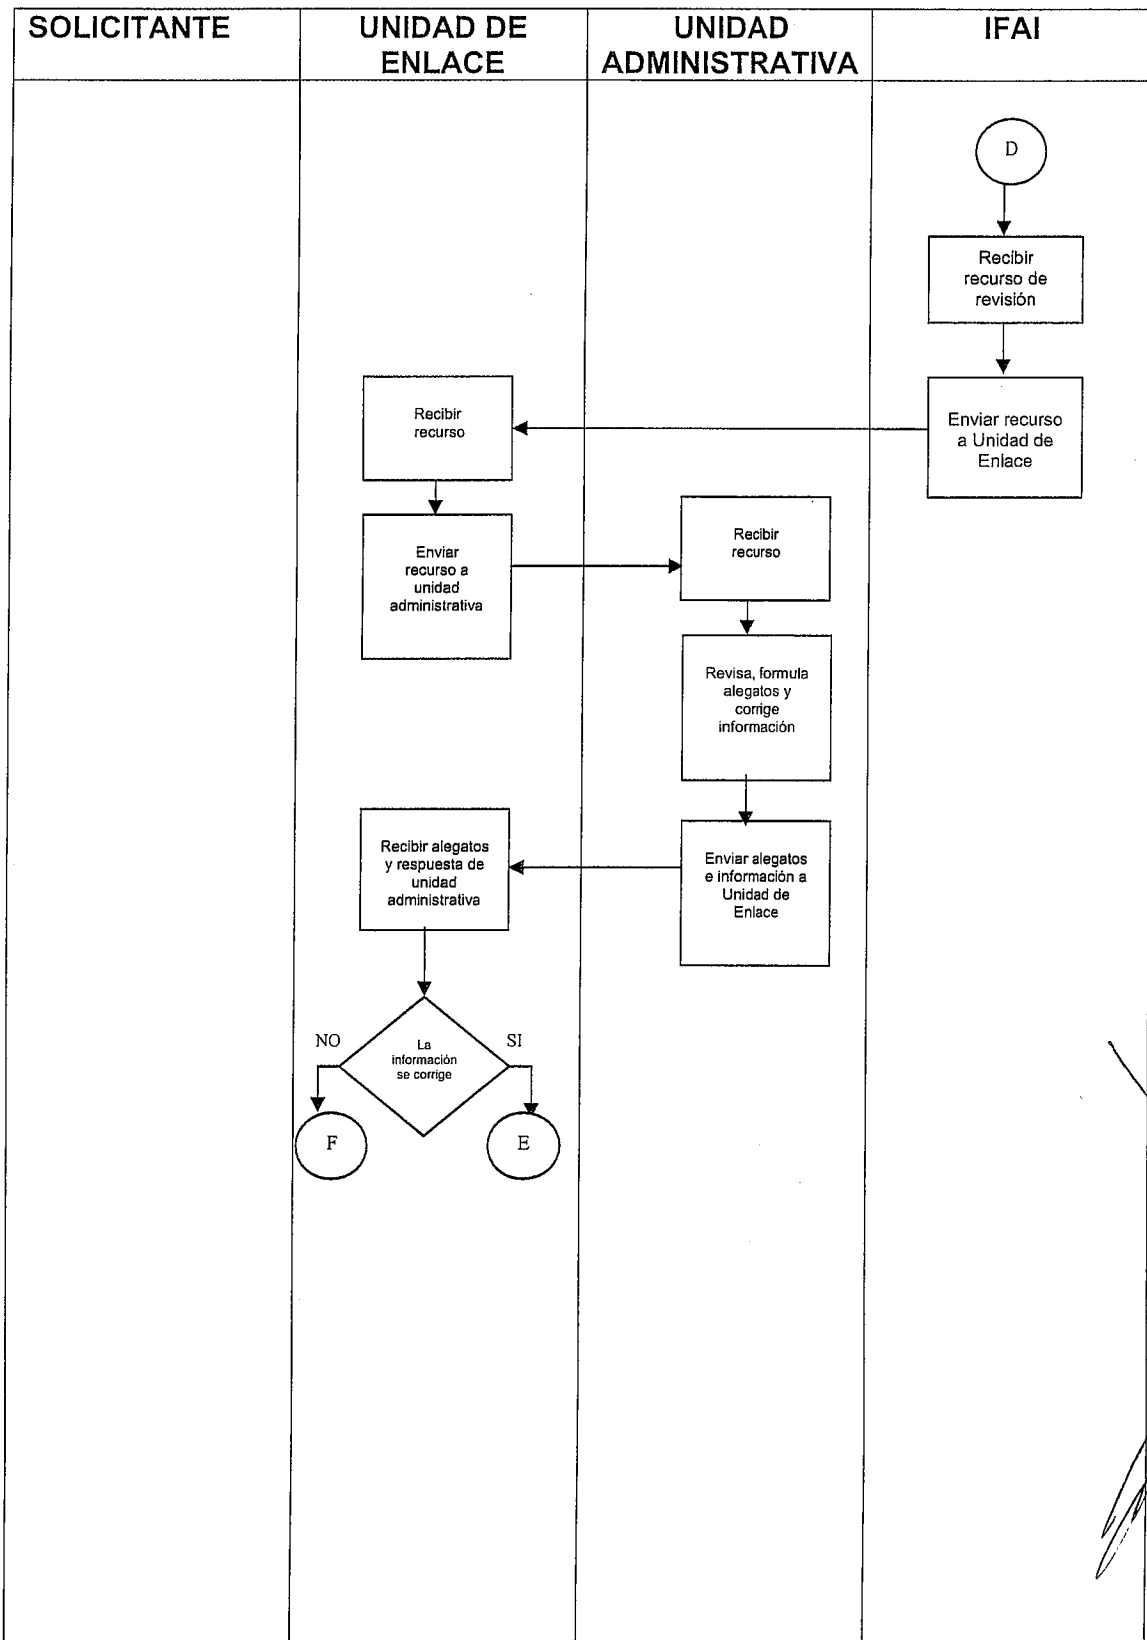 SOLICITANTE
UNIDAD DE
ENLACE
UNIDAD
ADMINISTRATIVA
IFAI
D
Recibir
recurso de
revisión
Enviar recurso
a Unidad de
Enlace
Recibir
recurso
Enviar
recurso a
unidad
administrativa
Recibir
recurso
Revisa, formula
alegatos y
corrige
información
Enviar alegatos
e información a
Unidad de
Enlace
Recibir alegatos
y respuesta de
unidad
administrativa
La
información
se corrige
NO
SI
F
E